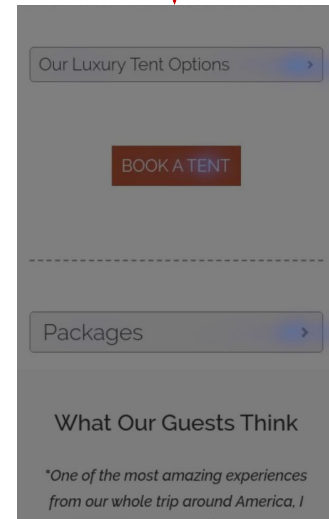 Our Luxury Tent Options
BOOK A TENT
Packages
What Our Guests Think
"One of the most amazing experiences
from our whole trip around America, I